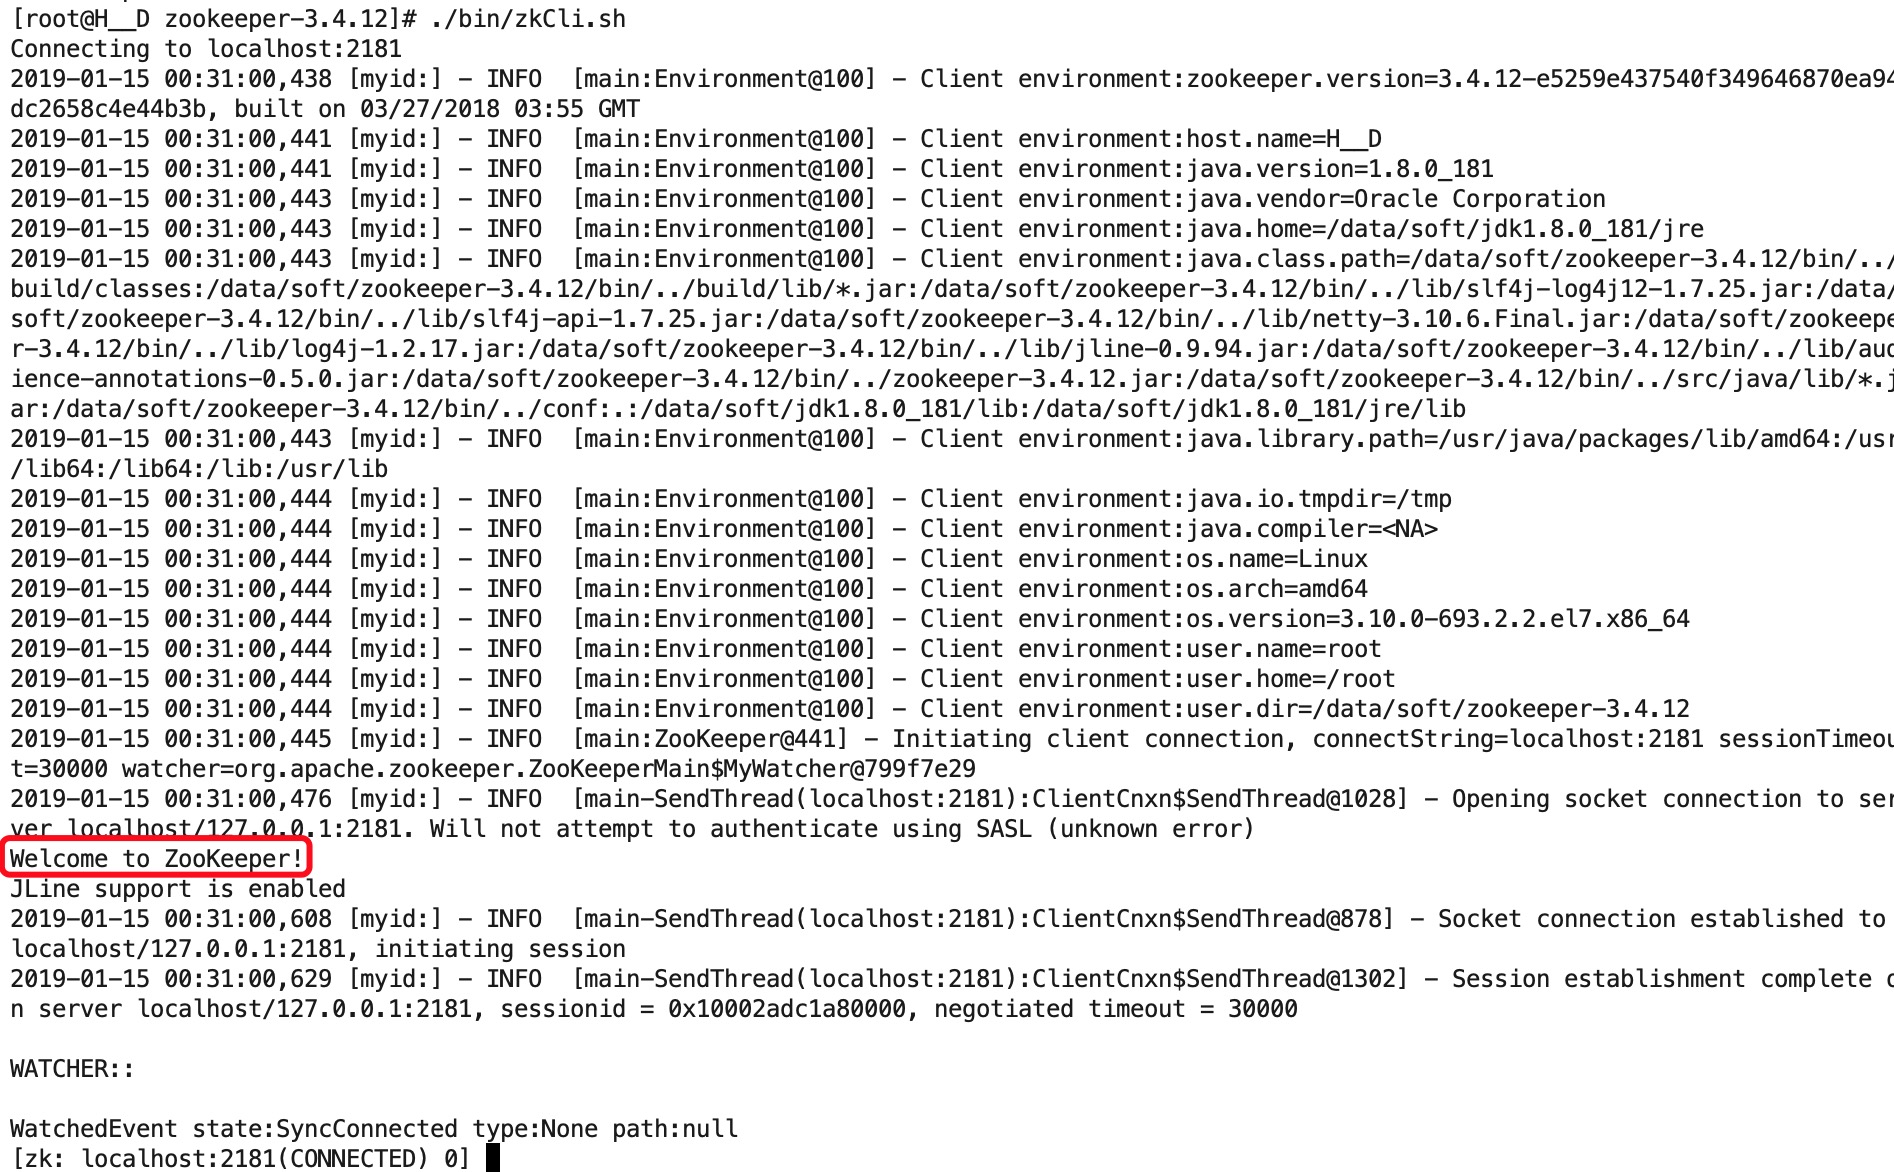 [root@H__D zookeeper-3.4.12]# ./bin/zkCli.sh
Connecting to localhost:2181
2019-01-15 00:31:00,438 [myid:] - INFO  [main:Environment@100] - Client environment:zookeeper.version=3.4.12-e5259e437540f349646870ea94
dc2658c4e44b3b, built on 03/27/2018 03:55 GMT
2019-01-15 00:31:00,441 [myid:] - INFO  [main:Environment@100] - Client environment:host.name=H__D
2019-01-15 00:31:00,441 [myid:] - INFO  [main:Environment@100] - Client environment:java.version=1.8.0_181
2019-01-15 00:31:00,443 [myid:] - INFO  [main:Environment@100] - Client environment:java.vendor=Oracle Corporation
2019-01-15 00:31:00,443 [myid:] - INFO  [main:Environment@100] - Client environment:java.home=/data/soft/jdk1.8.0_181/jre
2019-01-15 00:31:00,443 [myid:] - INFO  [main:Environment@100] - Client environment:java.class.path=/data/soft/zookeeper-3.4.12/bin/../
build/classes:/data/soft/zookeeper-3.4.12/bin/../build/lib/*.jar:/data/soft/zookeeper-3.4.12/bin/../lib/slf4j-log4j12-1.7.25.jar:/data/
soft/zookeeper-3.4.12/bin/../lib/slf4j-api-1.7.25.jar:/data/soft/zookeeper-3.4.12/bin/../lib/netty-3.10.6.Final.jar:/data/soft/zookeepe
r-3.4.12/bin/../lib/log4j-1.2.17.jar:/data/soft/zookeeper-3.4.12/bin/../lib/jline-0.9.94.jar:/data/soft/zookeeper-3.4.12/bin/../lib/aud
ience-annotations-0.5.0.jar:/data/soft/zookeeper-3.4.12/bin/../zookeeper-3.4.12.jar:/data/soft/zookeeper-3.4.12/bin/../src/java/lib/*.j
ar:/data/soft/zookeeper-3.4.12/bin/../conf:.:/data/soft/jdk1.8.0_181/lib:/data/soft/jdk1.8.0_181/jre/lib
2019-01-15 00:31:00,443 [myid:] - INFO  [main:Environment@100] - Client environment:java.library.path=/usr/java/packages/lib/amd64:/usr
/lib64:/lib64:/lib:/usr/lib
2019-01-15 00:31:00,444 [myid:] - INFO  [main:Environment@100] - Client environment:java.io.tmpdir=/tmp
2019-01-15 00:31:00,444 [myid:] - INFO  [main:Environment@100] - Client environment:java.compiler=<NA>
2019-01-15 00:31:00,444 [myid:] - INFO  [main:Environment@100] - Client environment:os.name=Linux
2019-01-15 00:31:00,444 [myid:] - INFO  [main:Environment@100] - Client environment:os.arch=amd64
2019-01-15 00:31:00,444 [myid:] - INFO  [main:Environment@100] - Client environment:os.version=3.10.0-693.2.2.el7.x86_64
2019-01-15 00:31:00,444 [myid:] - INFO  [main:Environment@100] - Client environment:user.name=root
2019-01-15 00:31:00,444 [myid:] - INFO  [main:Environment@100] - Client environment:user.home=/root
2019-01-15 00:31:00,444 [myid:] - INFO  [main:Environment@100] - Client environment:user.dir=/data/soft/zookeeper-3.4.12
2019-01-15 00:31:00,445 [myid:] - INFO  [main:ZooKeeper@441] - Initiating client connection, connectString=localhost:2181 sessionTimeou
t=30000 watcher=org.apache.zookeeper.ZooKeeperMain$MyWatcher@799f7e29
2019-01-15 00:31:00,476 [myid:] - INFO  [main-SendThread(localhost:2181):ClientCnxn$SendThread@1028] - Opening socket connection to ser
ver localhost/127.0.0.1:2181. Will not attempt to authenticate using SASL (unknown error)
Welcome to ZooKeeper!
JLine support is enabled
2019-01-15 00:31:00,608 [myid:] - INFO  [main-SendThread(localhost:2181):ClientCnxn$SendThread@878] - Socket connection established to
localhost/127.0.0.1:2181, initiating session
2019-01-15 00:31:00,629 [myid:] - INFO  [main-SendThread(localhost:2181):ClientCnxn$SendThread@1302] - Session establishment complete o
n server localhost/127.0.0.1:2181, sessionid = 0x10002adc1a80000, negotiated timeout = 30000
WATCHER::
WatchedEvent state:SyncConnected type:None path:null
[zk: localhost:2181(CONNECTED) 0]